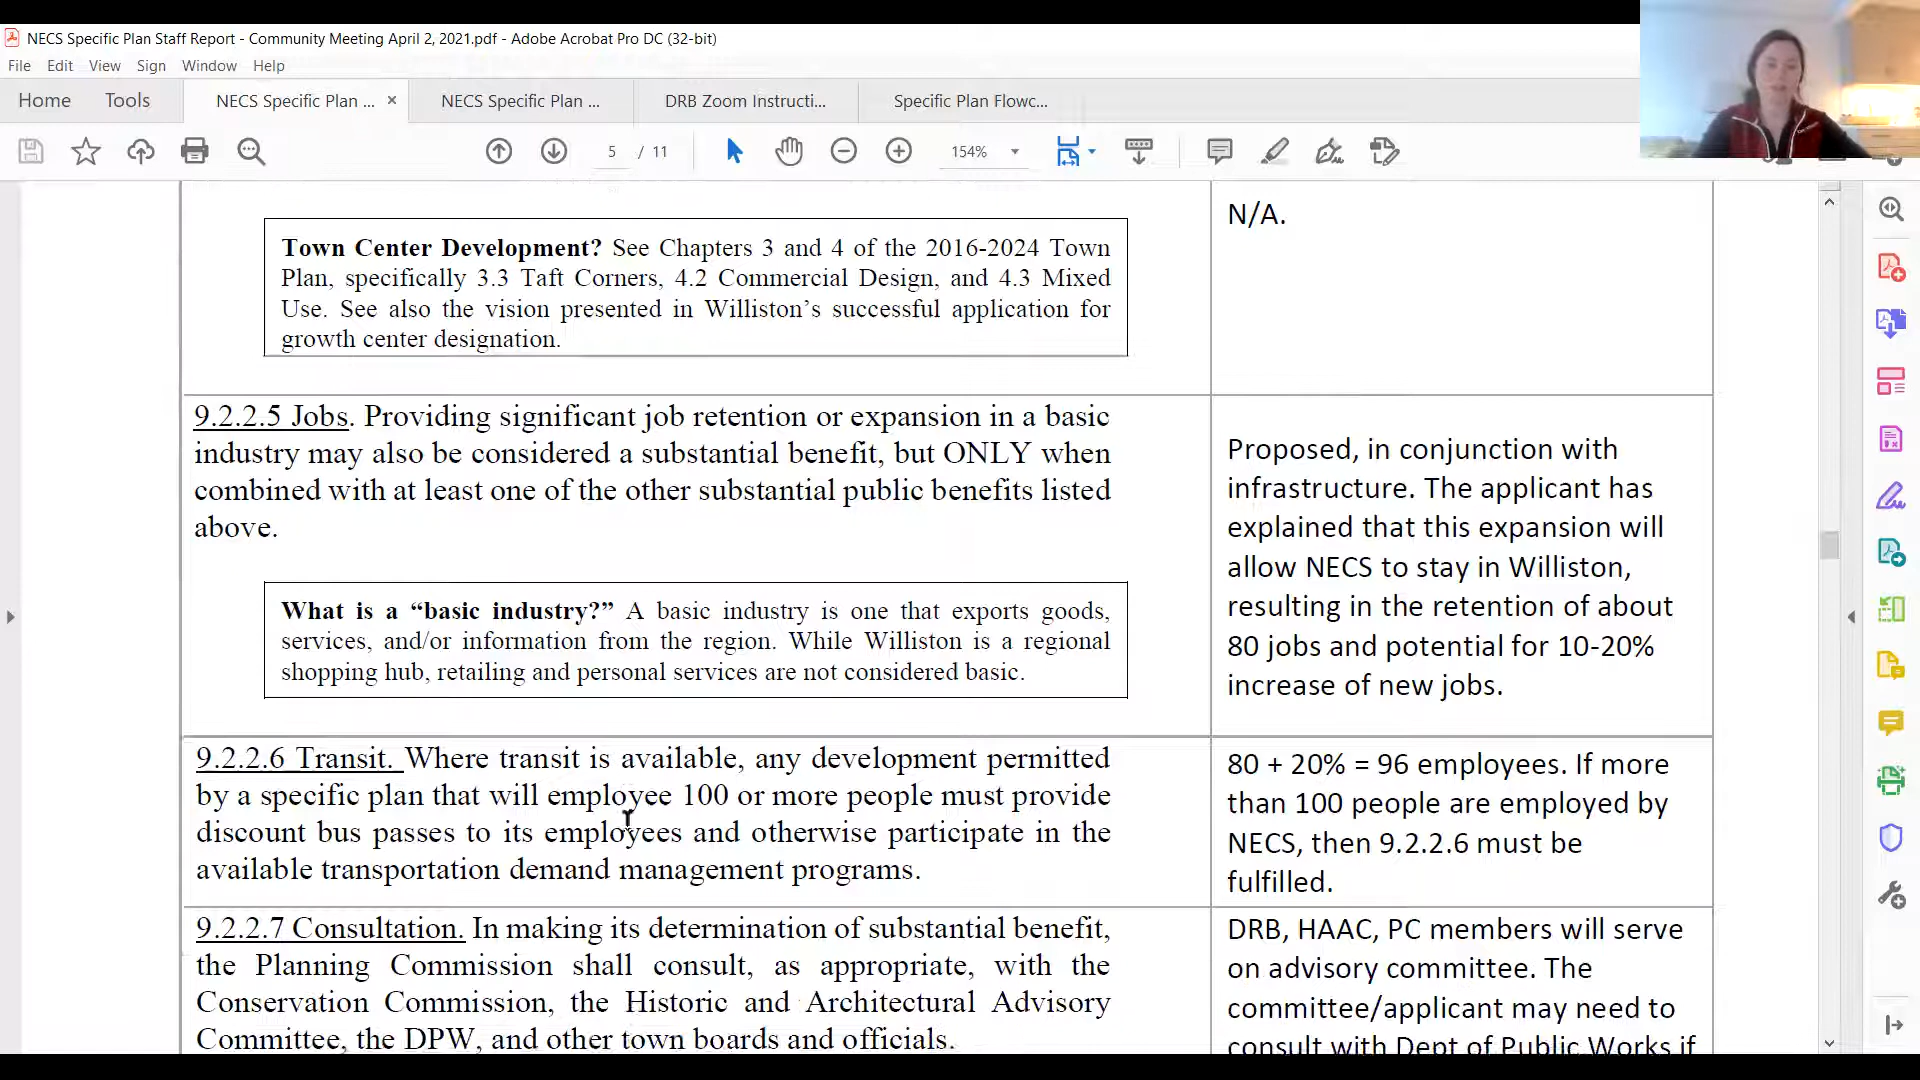 NECS Specific Plan Staff Report - Community Meeting April 2, 2021.pdf - Adobe Acrobat Pro DC (32-bit)
File Edit View Sign Window Help
Home Tools NECS Specific Plan ... × NECS Specific Plan ... DRB Zoom Instructi... Specific Plan Flowc...
5 / 11 154%
Town Center Development? See Chapters 3 and 4 of the 2016-2024 Town
Plan, specifically 3.3 Taft Corners, 4.2 Commercial Design, and 4.3 Mixed
Use. See also the vision presented in Williston’s successful application for
growth center designation.
N/A.
9.2.2.5 Jobs. Providing significant job retention or expansion in a basic
industry may also be considered a substantial benefit, but ONLY when
combined with at least one of the other substantial public benefits listed
above.
What is a “basic industry?” A basic industry is one that exports goods,
services, and/or information from the region. While Williston is a regional
shopping hub, retailing and personal services are not considered basic.
Proposed, in conjunction with
infrastructure. The applicant has
explained that this expansion will
allow NECS to stay in Williston,
resulting in the retention of about
80 jobs and potential for 10-20%
increase of new jobs.
9.2.2.6 Transit. Where transit is available, any development permitted
by a specific plan that will employee 100 or more people must provide
discount bus passes to its employees and otherwise participate in the
available transportation demand management programs.
80 + 20% = 96 employees. If more
than 100 people are employed by
NECS, then 9.2.2.6 must be
fulfilled.
9.2.2.7 Consultation. In making its determination of substantial benefit,
the Planning Commission shall consult, as appropriate, with the
Conservation Commission, the Historic and Architectural Advisory
Committee, the DPW, and other town boards and officials.
DRB, HAAC, PC members will serve
on advisory committee. The
committee/applicant may need to
consult with Dept of Public Works if